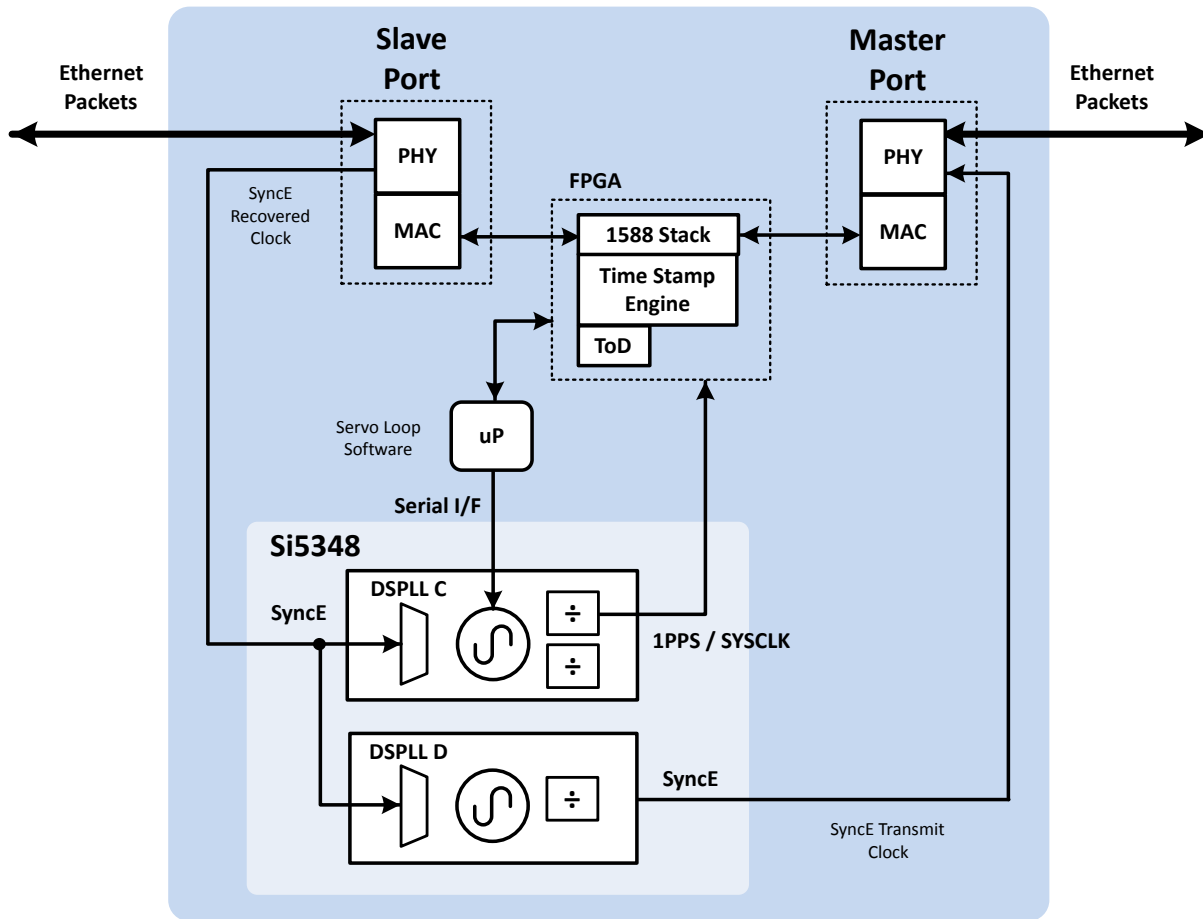 Slave
Port
Master
Port
Ethernet
Packets
Ethernet
Packets
PHY
MAC
PHY
MAC
SyncE
Recovered
Clock
FPGA
1588 Stack
Time Stamp
Engine
ToD
Servo Loop
Software
uP
Serial I/F
Si5348
DSPLL C
SyncE
÷
÷
1PPS / SYSCLK
DSPLL D
÷
SyncE
SyncE Transmit
Clock